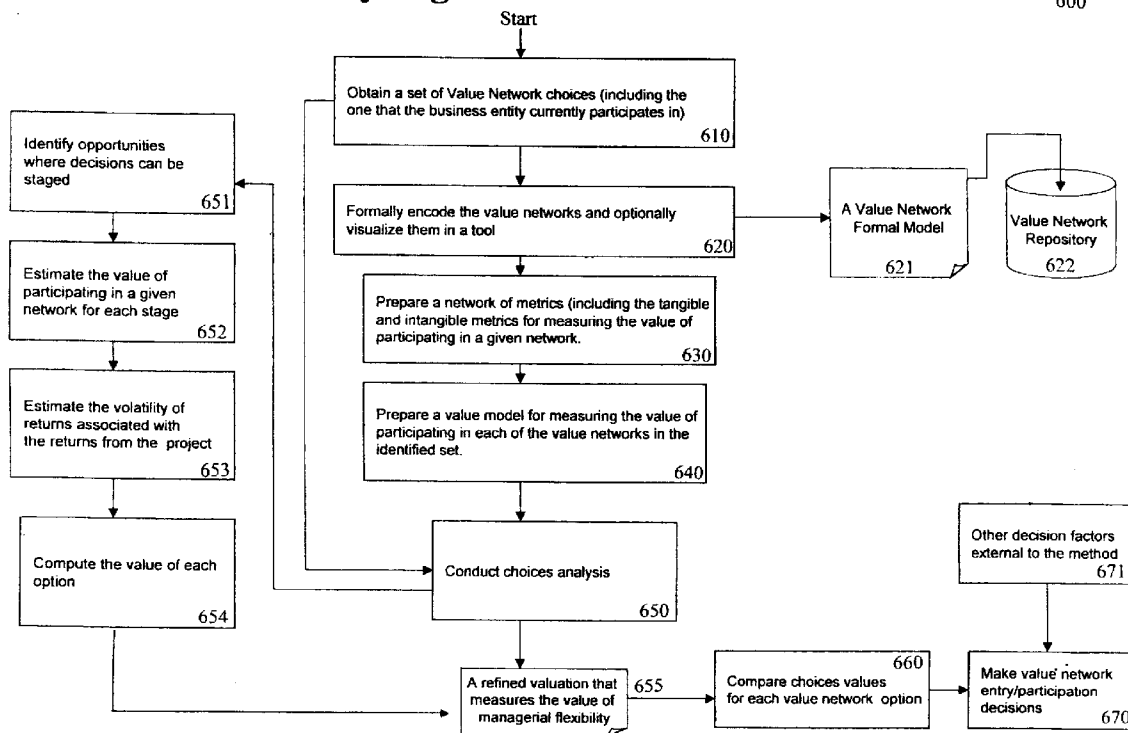 600
Start
Obtain a set of Value Network choices (including the
one that the business entity currently participates in)
610
Identify opportunities
where decisions can be
staged
651
Formally encode the value networks and optionally
visualize them in a tool
620
A Value Network
Formal Model
621
Value Network
Repository
622
Estimate the value of
participating in a given
network for each stage
652
Prepare a network of metrics (including the tangible
and intangible metrics for measuring the value of
participating in a given network.
630
Estimate the volatility of
returns associated with
the returns from the project
653
Prepare a value model for measuring the value of
participating in each of the value networks in the
identified set.
640
Compute the value of each
option
654
Conduct choices analysis
650
Other decision factors
external to the method
671
A refined valuation that
measures the value of
managerial flexibility
655
660
Compare choices values
for each value network option
Make value network
entry/participation
decisions
670